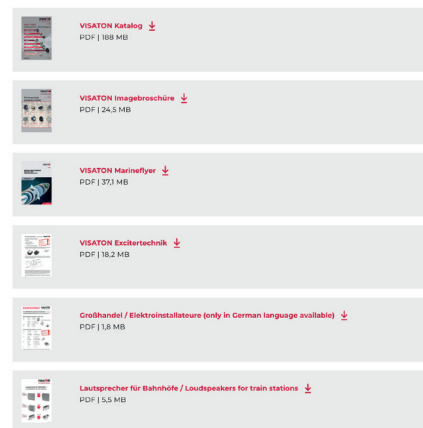 VISATON Katalog
PDF | 188 MB
VISATON Imagebroschüre
PDF | 24,5 MB
VISATON Marineflyer
PDF | 37,1 MB
VISATON Excitertechnik
PDF | 18,2 MB
Großhandel / Elektroinstallateure (only in German language available)
PDF | 1,8 MB
Lautsprecher für Bahnhöfe / Loudspeakers for train stations
PDF | 5,5 MB